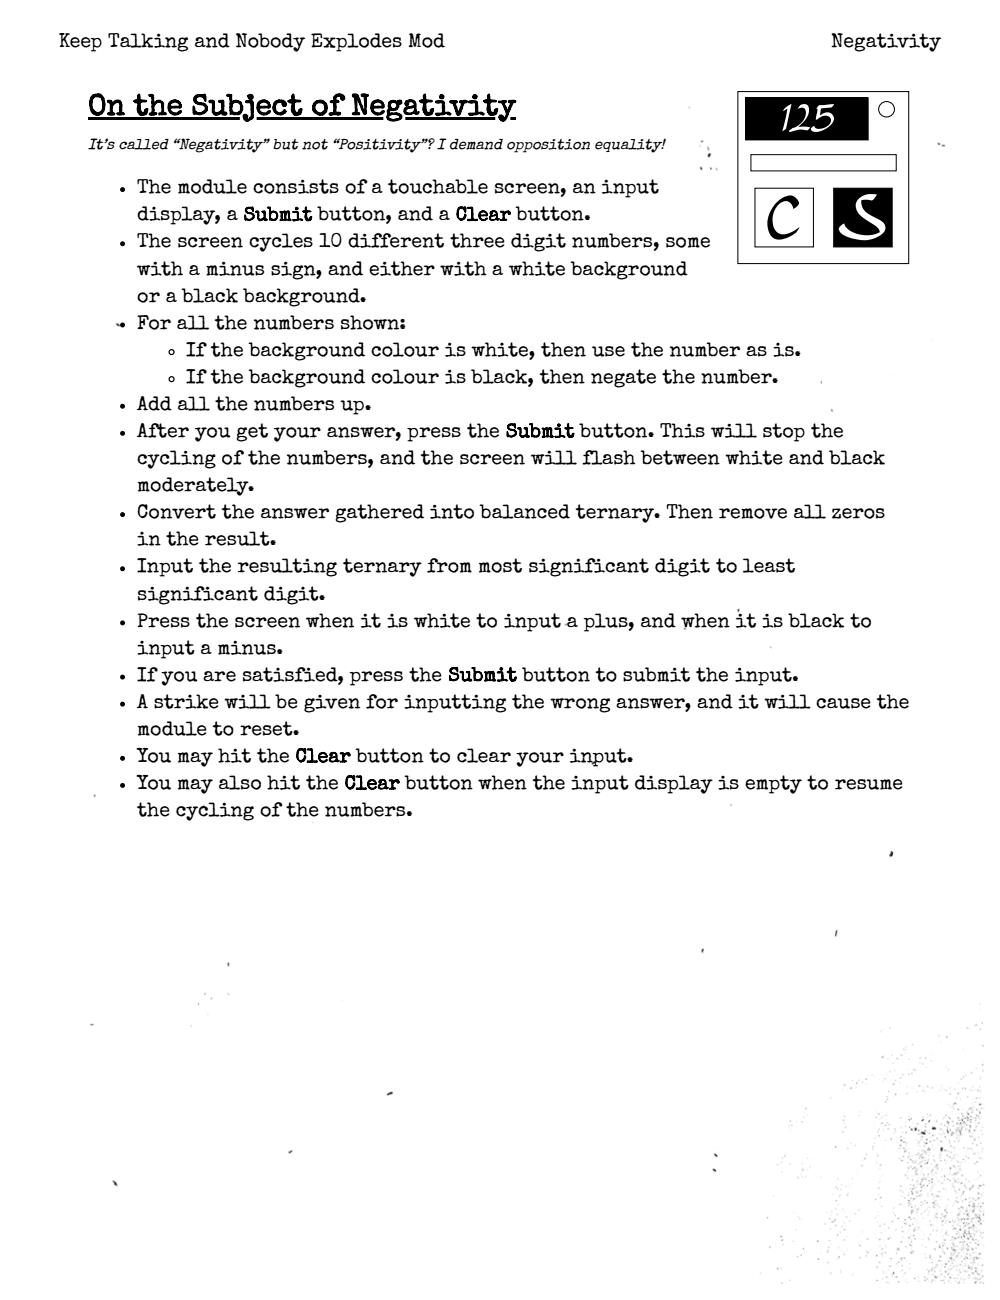 Keep Talking and Nobody Explodes Mod
Negativity
On the Subject of Negativity
It’s called “Negativity” but not “Positivity”? I demand opposition equality!
125
C S
• The module consists of a touchable screen, an input
display, a Submit button, and a Clear button.
• The screen cycles 10 different three digit numbers, some
with a minus sign, and either with a white background
or a black background.
• For all the numbers shown:
◦ If the background colour is white, then use the number as is.
◦ If the background colour is black, then negate the number.
• Add all the numbers up.
• After you get your answer, press the Submit button. This will stop the
cycling of the numbers, and the screen will flash between white and black
moderately.
• Convert the answer gathered into balanced ternary. Then remove all zeros
in the result.
• Input the resulting ternary from most significant digit to least
significant digit.
• Press the screen when it is white to input a plus, and when it is black to
input a minus.
• If you are satisfied, press the Submit button to submit the input.
• A strike will be given for inputting the wrong answer, and it will cause the
module to reset.
• You may hit the Clear button to clear your input.
• You may also hit the Clear button when the input display is empty to resume
the cycling of the numbers.